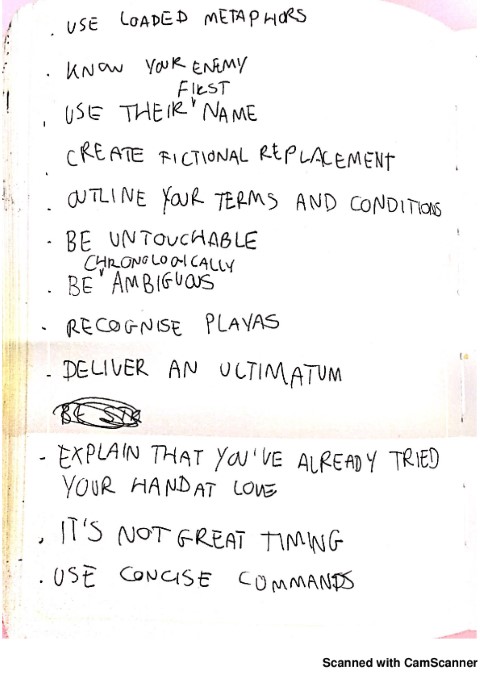 . USE LOADED METAPHORS
. KNOW YOUR ENEMY
. USE THEIR FIRST NAME
. CREATE FICTIONAL REPLACEMENT
. OUTLINE YOUR TERMS AND CONDITIONS
- BE UNTOUCHABLE
. BE CHRONOLOGICALLY AMBIGUOUS
- RECOGNISE PLAYAS
- DELIVER AN ULTIMATUM
- EXPLAIN THAT YOU'VE ALREADY TRIED
YOUR HAND AT LOVE
. IT'S NOT GREAT TIMING
. USE CONCISE COMMANDS
Scanned with CamScanner